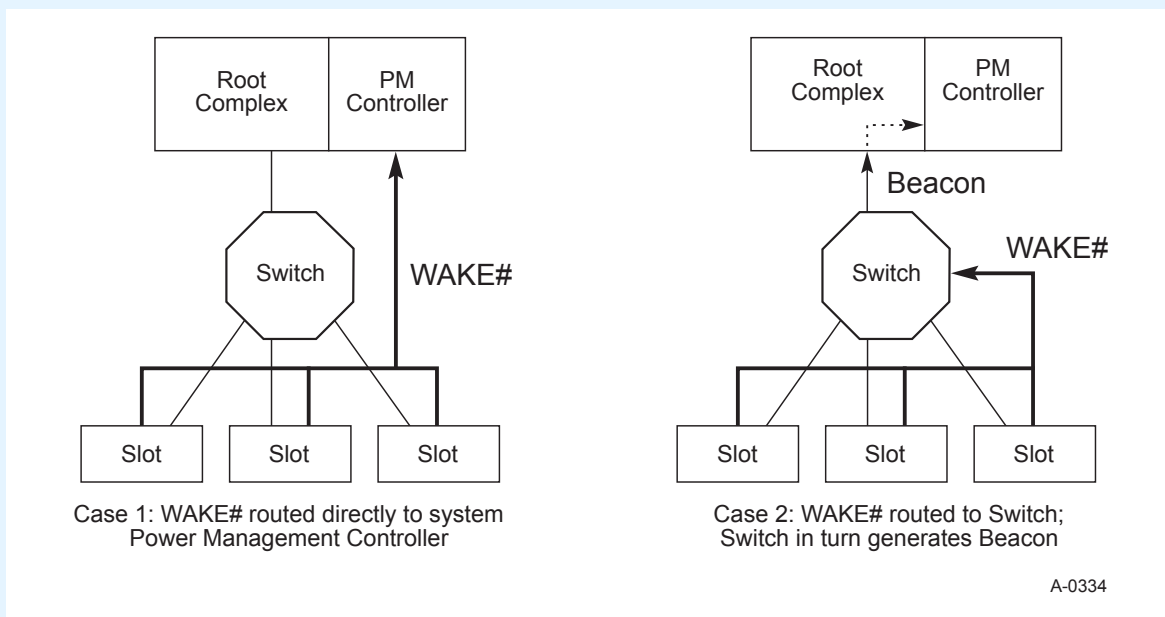 Root
Complex
PM
Controller
Switch
WAKE#
Slot
Slot
Slot
Case 1: WAKE# routed directly to system
Power Management Controller
Root
Complex
PM
Controller
Beacon
WAKE#
Switch
Slot
Slot
Slot
Case 2: WAKE# routed to Switch;
Switch in turn generates Beacon
A-0334